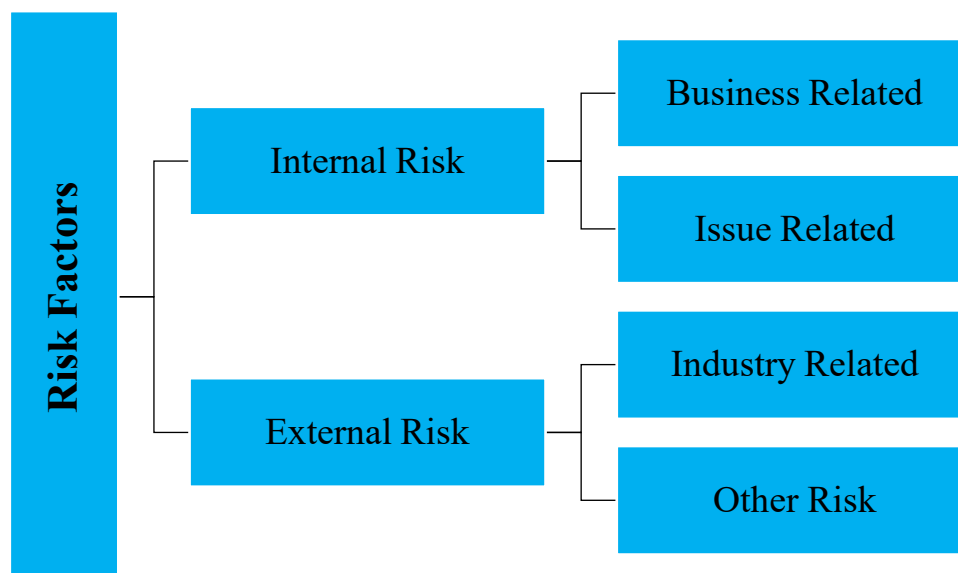 Risk Factors
Internal Risk
Business Related
Issue Related
External Risk
Industry Related
Other Risk